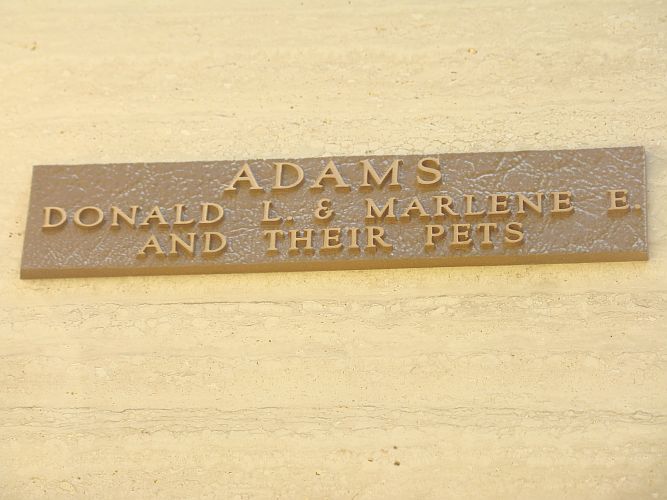 ADAMS
DONALD L. & MARLENE E.
AND THEIR PETS